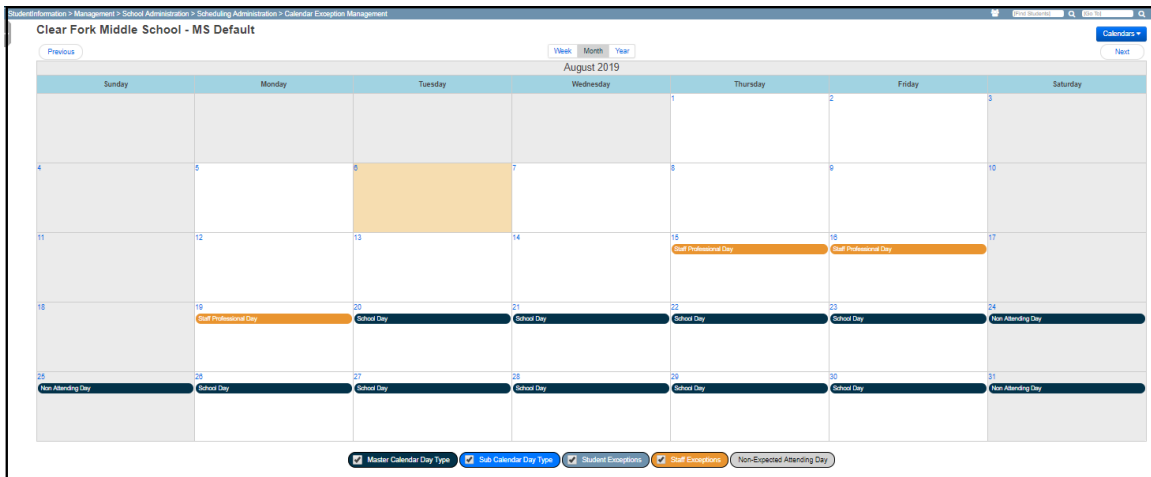 StudentInformation > Management > School Administration > Scheduling Administration > Calendar Exception Management
(Find Students)
(Go To)
Clear Fork Middle School - MS Default
Calendars
Previous
Week Month Year
Next
August 2019
Sunday Monday Tuesday Wednesday Thursday Friday Saturday
1 2 3
4 5 6 7 8 9 10
11 12 13 14 15 16 17
Staff Professional Day Staff Professional Day
18 19 20 21 22 23 24
Staff Professional Day School Day School Day School Day School Day Non Attending Day
25 26 27 28 29 30 31
Non Attending Day School Day School Day School Day School Day School Day Non Attending Day
Master Calendar Day Type Sub Calendar Day Type Student Exceptions Staff Exceptions Non-Expected Attending Day